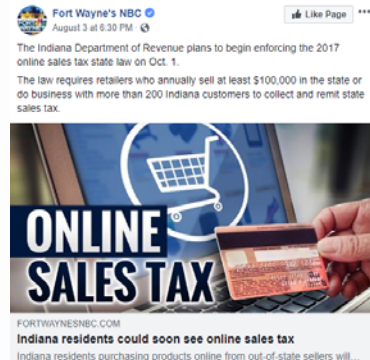 Fort Wayne's NBC
Like Page
August 3 at 6:30 PM
The Indiana Department of Revenue plans to begin enforcing the 2017
online sales tax state law on Oct. 1.
The law requires retailers who annually sell at least $100,000 in the state or
do business with more than 200 Indiana customers to collect and remit state
sales tax.
ONLINE
SALES TAX
FORTWAYNESNBC.COM
Indiana residents could soon see online sales tax
Indiana residents purchasing products online from out-of-state sellers will...